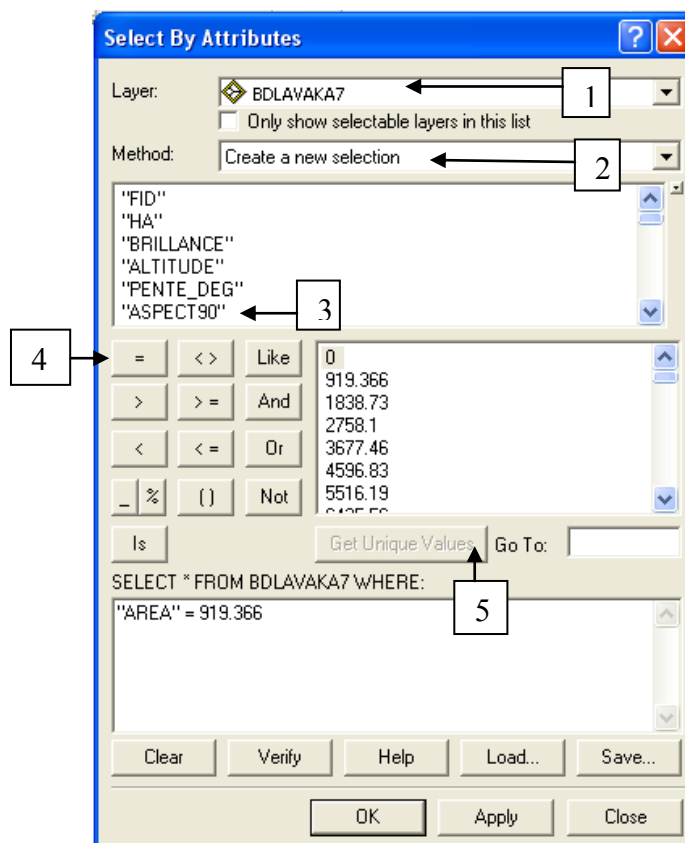 Select By Attributes
Layer: BDLAVAKA7 1
Only show selectable layers in this list
Method: Create a new selection 2
"FID"
"HA"
"BRILLANCE"
"ALTITUDE"
"PENTE_DEG"
"ASPECT90" 3
4 = < > Like 0
919.366
> > = And 1838.73
2758.1
< < = Or 3677.46
4596.83
_ % ( ) Not 5516.19
Is Get Unique Values Go To:
SELECT * FROM BDLAVAKA7 WHERE:
5
"AREA" = 919.366
Clear Verify Help Load... Save...
OK Apply Close